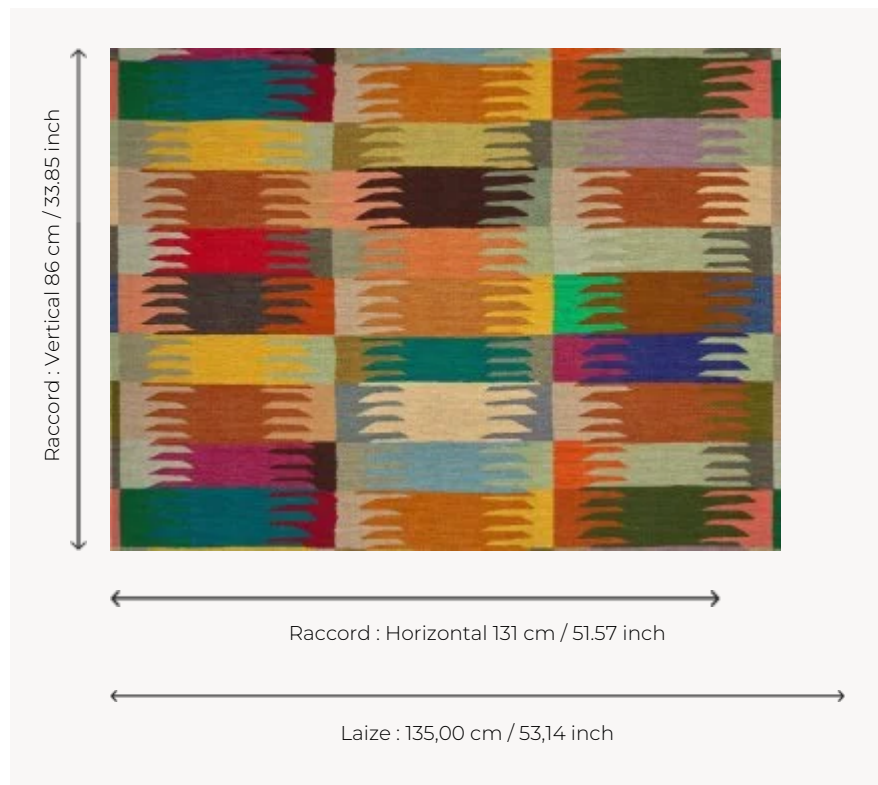 Raccord : Vertical 86 cm / 33.85 inch
Raccord : Horizontal 131 cm / 51.57 inch
Laize : 135,00 cm / 53,14 inch